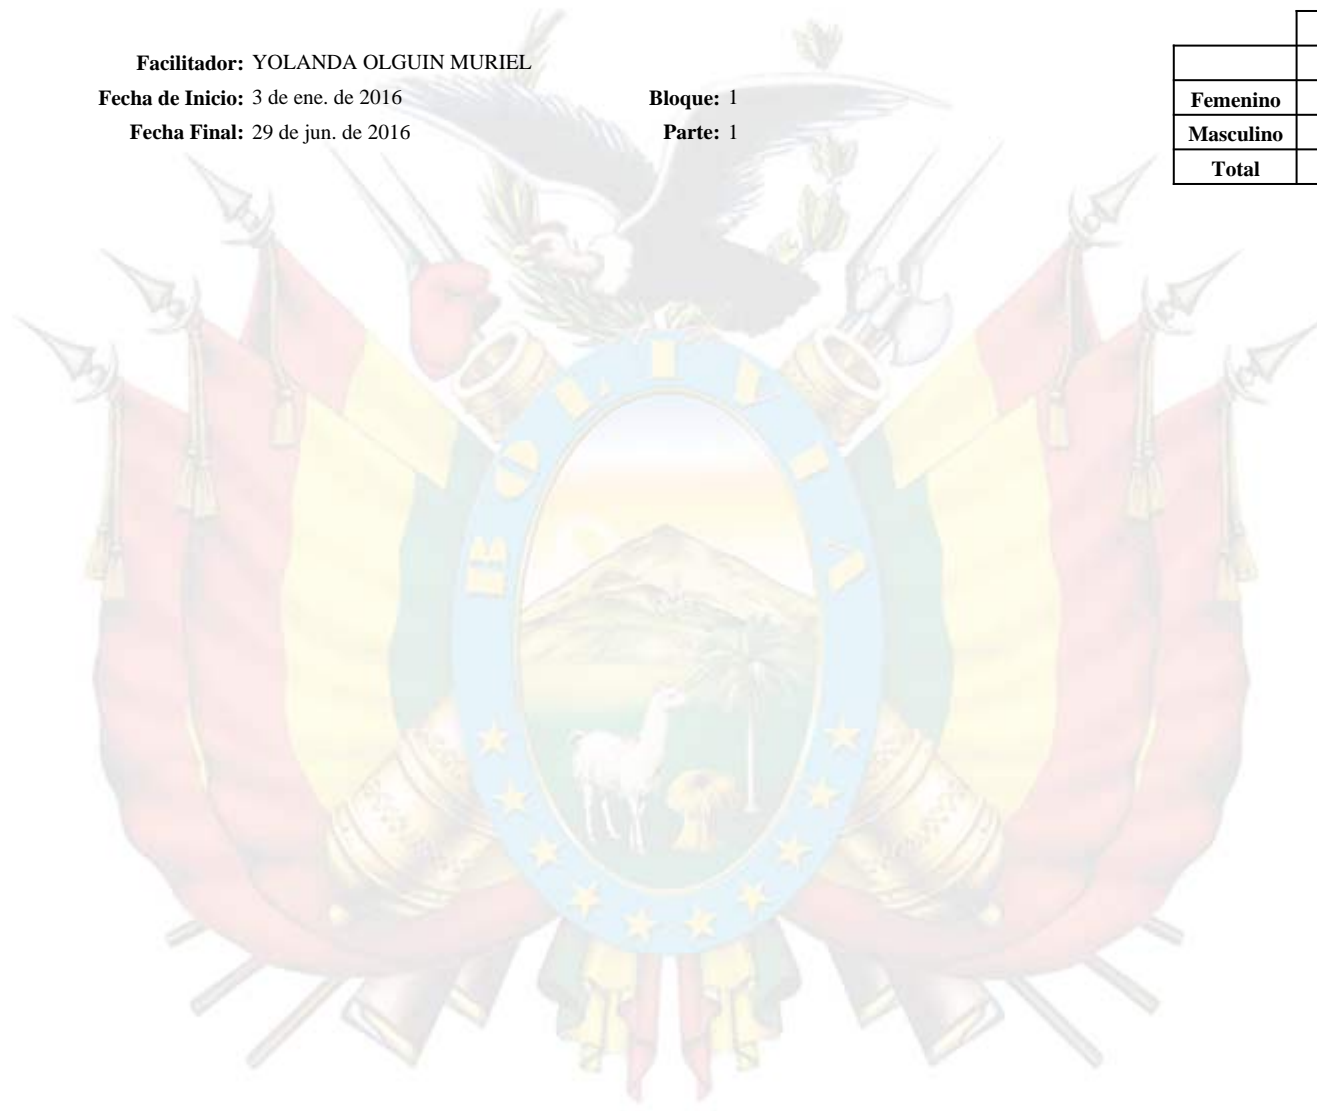 Facilitador: YOLANDA OLGUIN MURIEL
Fecha de Inicio: 3 de ene. de 2016 Bloque: 1
Fecha Final: 29 de jun. de 2016 Parte: 1
Femenino
Masculino
Total
BOLIVIA